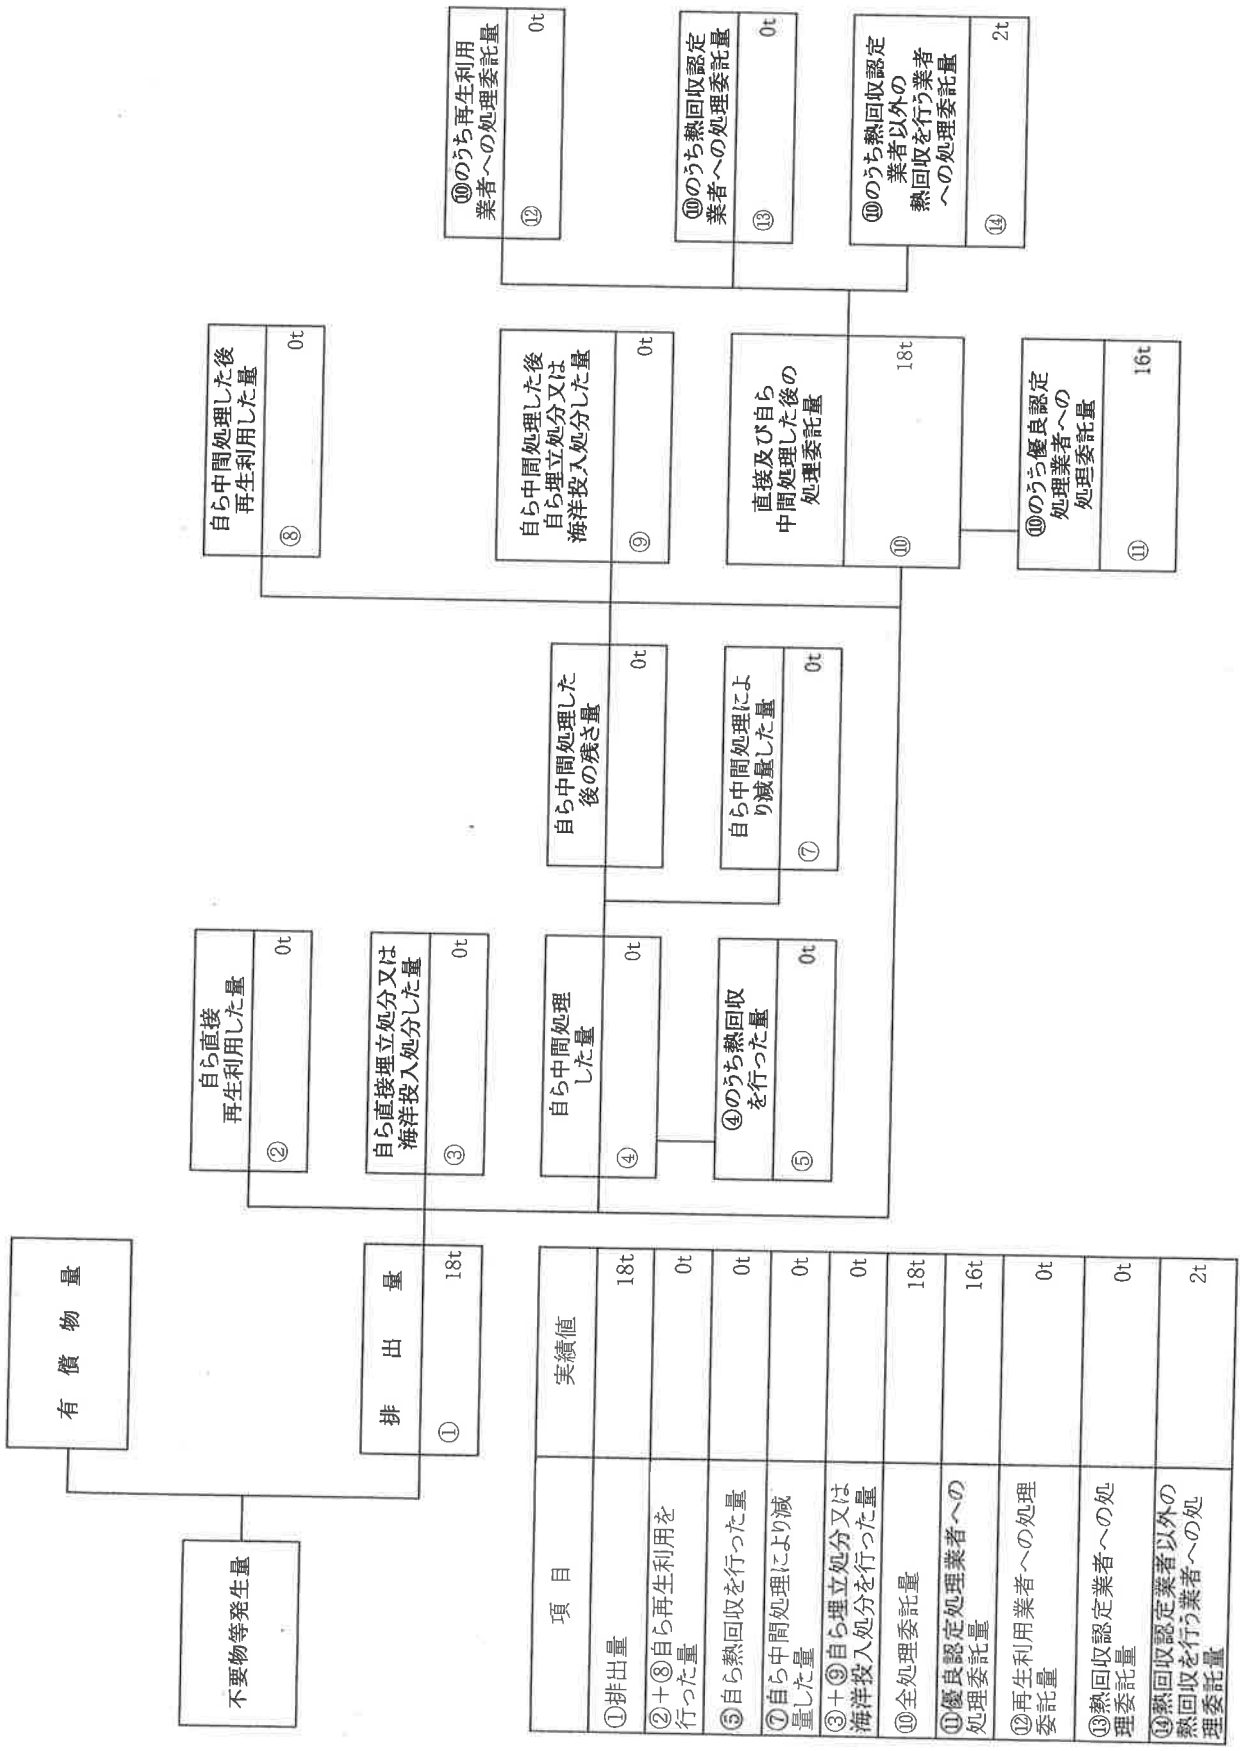 不要物等発生量
有 償 物 量
排 出 量
① 18t
自ら直接
再生利用した量
② 0t
自ら直接埋立処分又は
海洋投入処分した量
③ 0t
自ら中間処理
した量
④ 0t
④のうち熱回収
を行った量
⑤ 0t
自ら中間処理した
後の残さ量
0t
自ら中間処理によ
り減量した量
⑦ 0t
自ら中間処理した後
再生利用した量
⑧ 0t
自ら中間処理した後
自ら埋立処分又は
海洋投入処分した量
⑨ 0t
直接及び自ら
中間処理した後の
処理委託量
⑩ 18t
⑩のうち優良認定
処理業者への
処理委託量
⑪ 16t
⑩のうち再生利用
業者への処理委託量
⑫ 0t
⑩のうち熱回収認定
業者への処理委託量
⑬ 0t
⑩のうち熱回収認定
業者以外の
熱回収を行う業者
への処理委託量
⑭ 2t
項 目 実績値
①排出量 18t
②＋⑧自ら再生利用を
行った量 0t
⑤自ら熱回収を行った量 0t
⑦自ら中間処理により減
量した量 0t
③＋⑨自ら埋立処分又は
海洋投入処分を行った量 0t
⑩全処理委託量 18t
⑪優良認定処理業者への
処理委託量 16t
⑫再生利用業者への処理
委託量 0t
⑬熱回収認定業者への処
理委託量 0t
⑭熱回収認定業者以外の
熱回収を行う業者への処
理委託量 2t